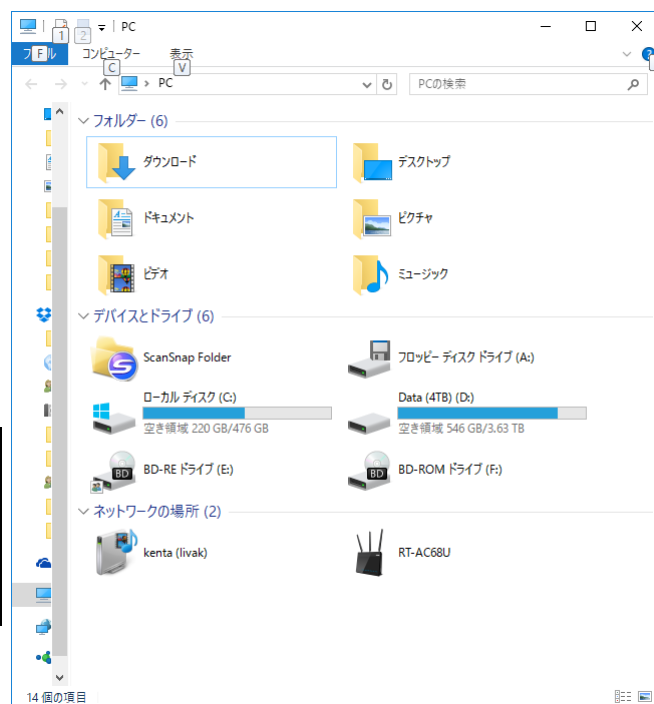 1 2 PC
フ F ル コンピューター 表示
C V
PC PCの検索
フォルダー (6)
ダウンロード デスクトップ
ドキュメント ピクチャ
ビデオ ミュージック
デバイスとドライブ (6)
ScanSnap Folder フロッピー ディスク ドライブ (A:)
ローカル ディスク (C:) Data (4TB) (D:)
空き領域 220 GB/476 GB 空き領域 546 GB/3.63 TB
BD-RE ドライブ (E:) BD-ROM ドライブ (F:)
ネットワークの場所 (2)
kenta (livak) RT-AC68U
14 個の項目